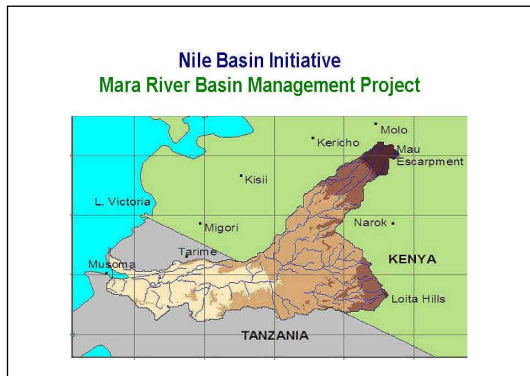 Nile Basin Initiative
Mara River Basin Management Project
Molo
Kericho
Mau
Escarpment
Kisii
L. Victoria
Migori
Narok
Tarime
KENYA
Musoma
Loita Hills
TANZANIA